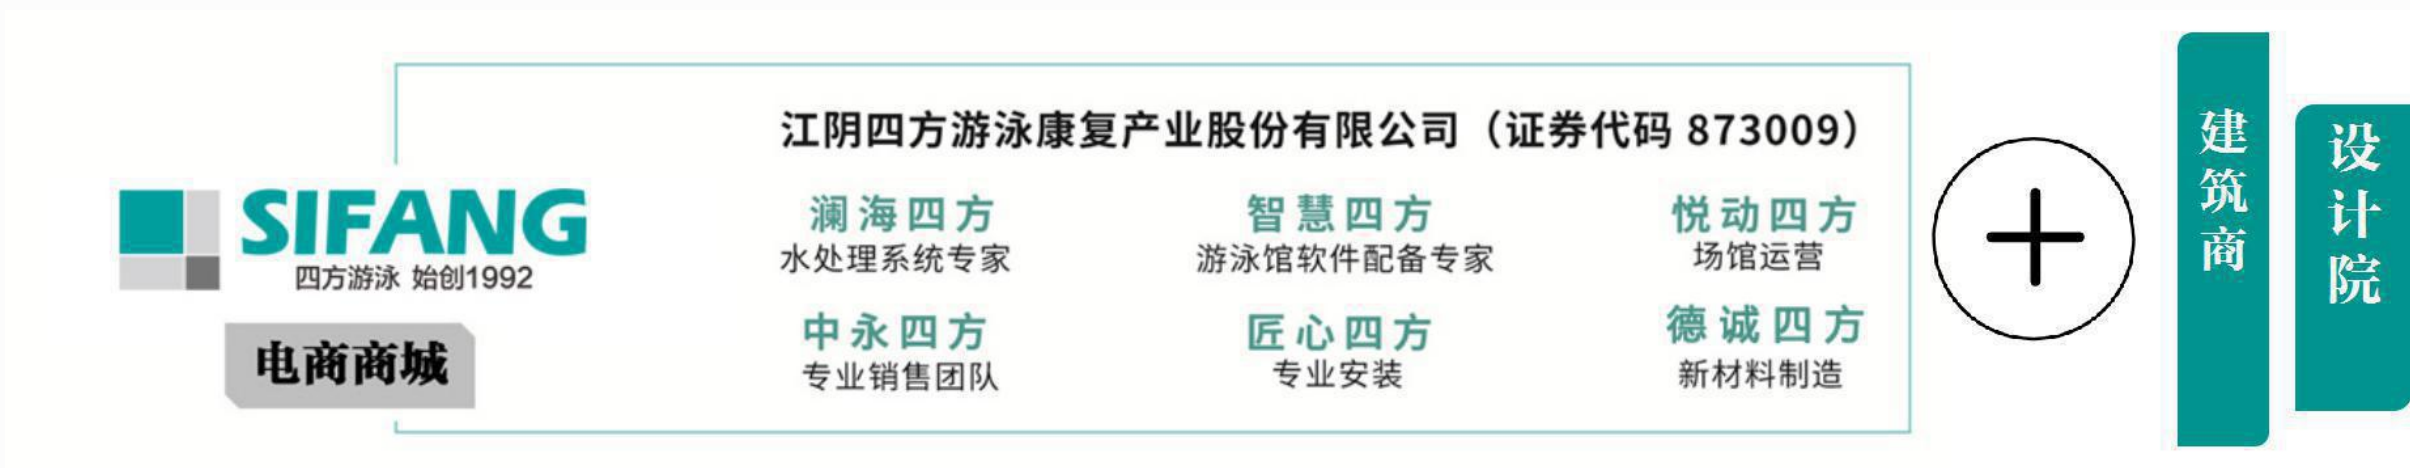 SIFANG
四方游泳 始创1992
电商商城
江阴四方游泳康复产业股份有限公司（证券代码 873009）
澜海四方
水处理系统专家
智慧四方
游泳馆软件配备专家
悦动四方
场馆运营
中永四方
专业销售团队
匠心四方
专业安装
德诚四方
新材料制造
建筑商
设计院